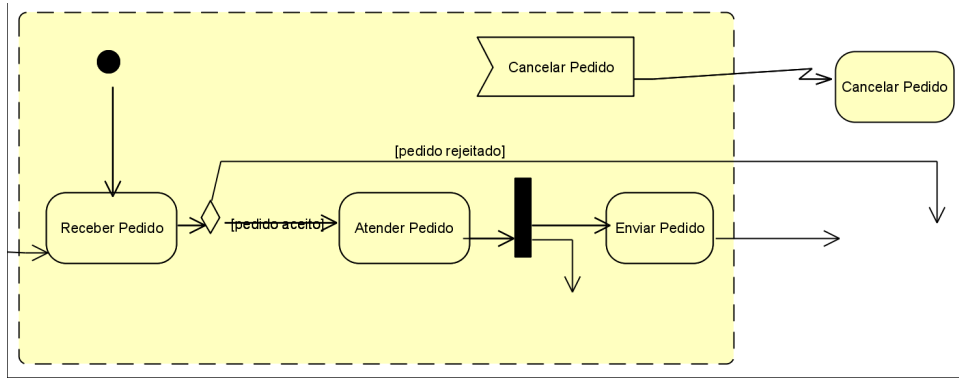 Cancelar Pedido
Cancelar Pedido
[pedido rejeitado]
Receber Pedido
[pedido aceito]
Atender Pedido
Enviar Pedido